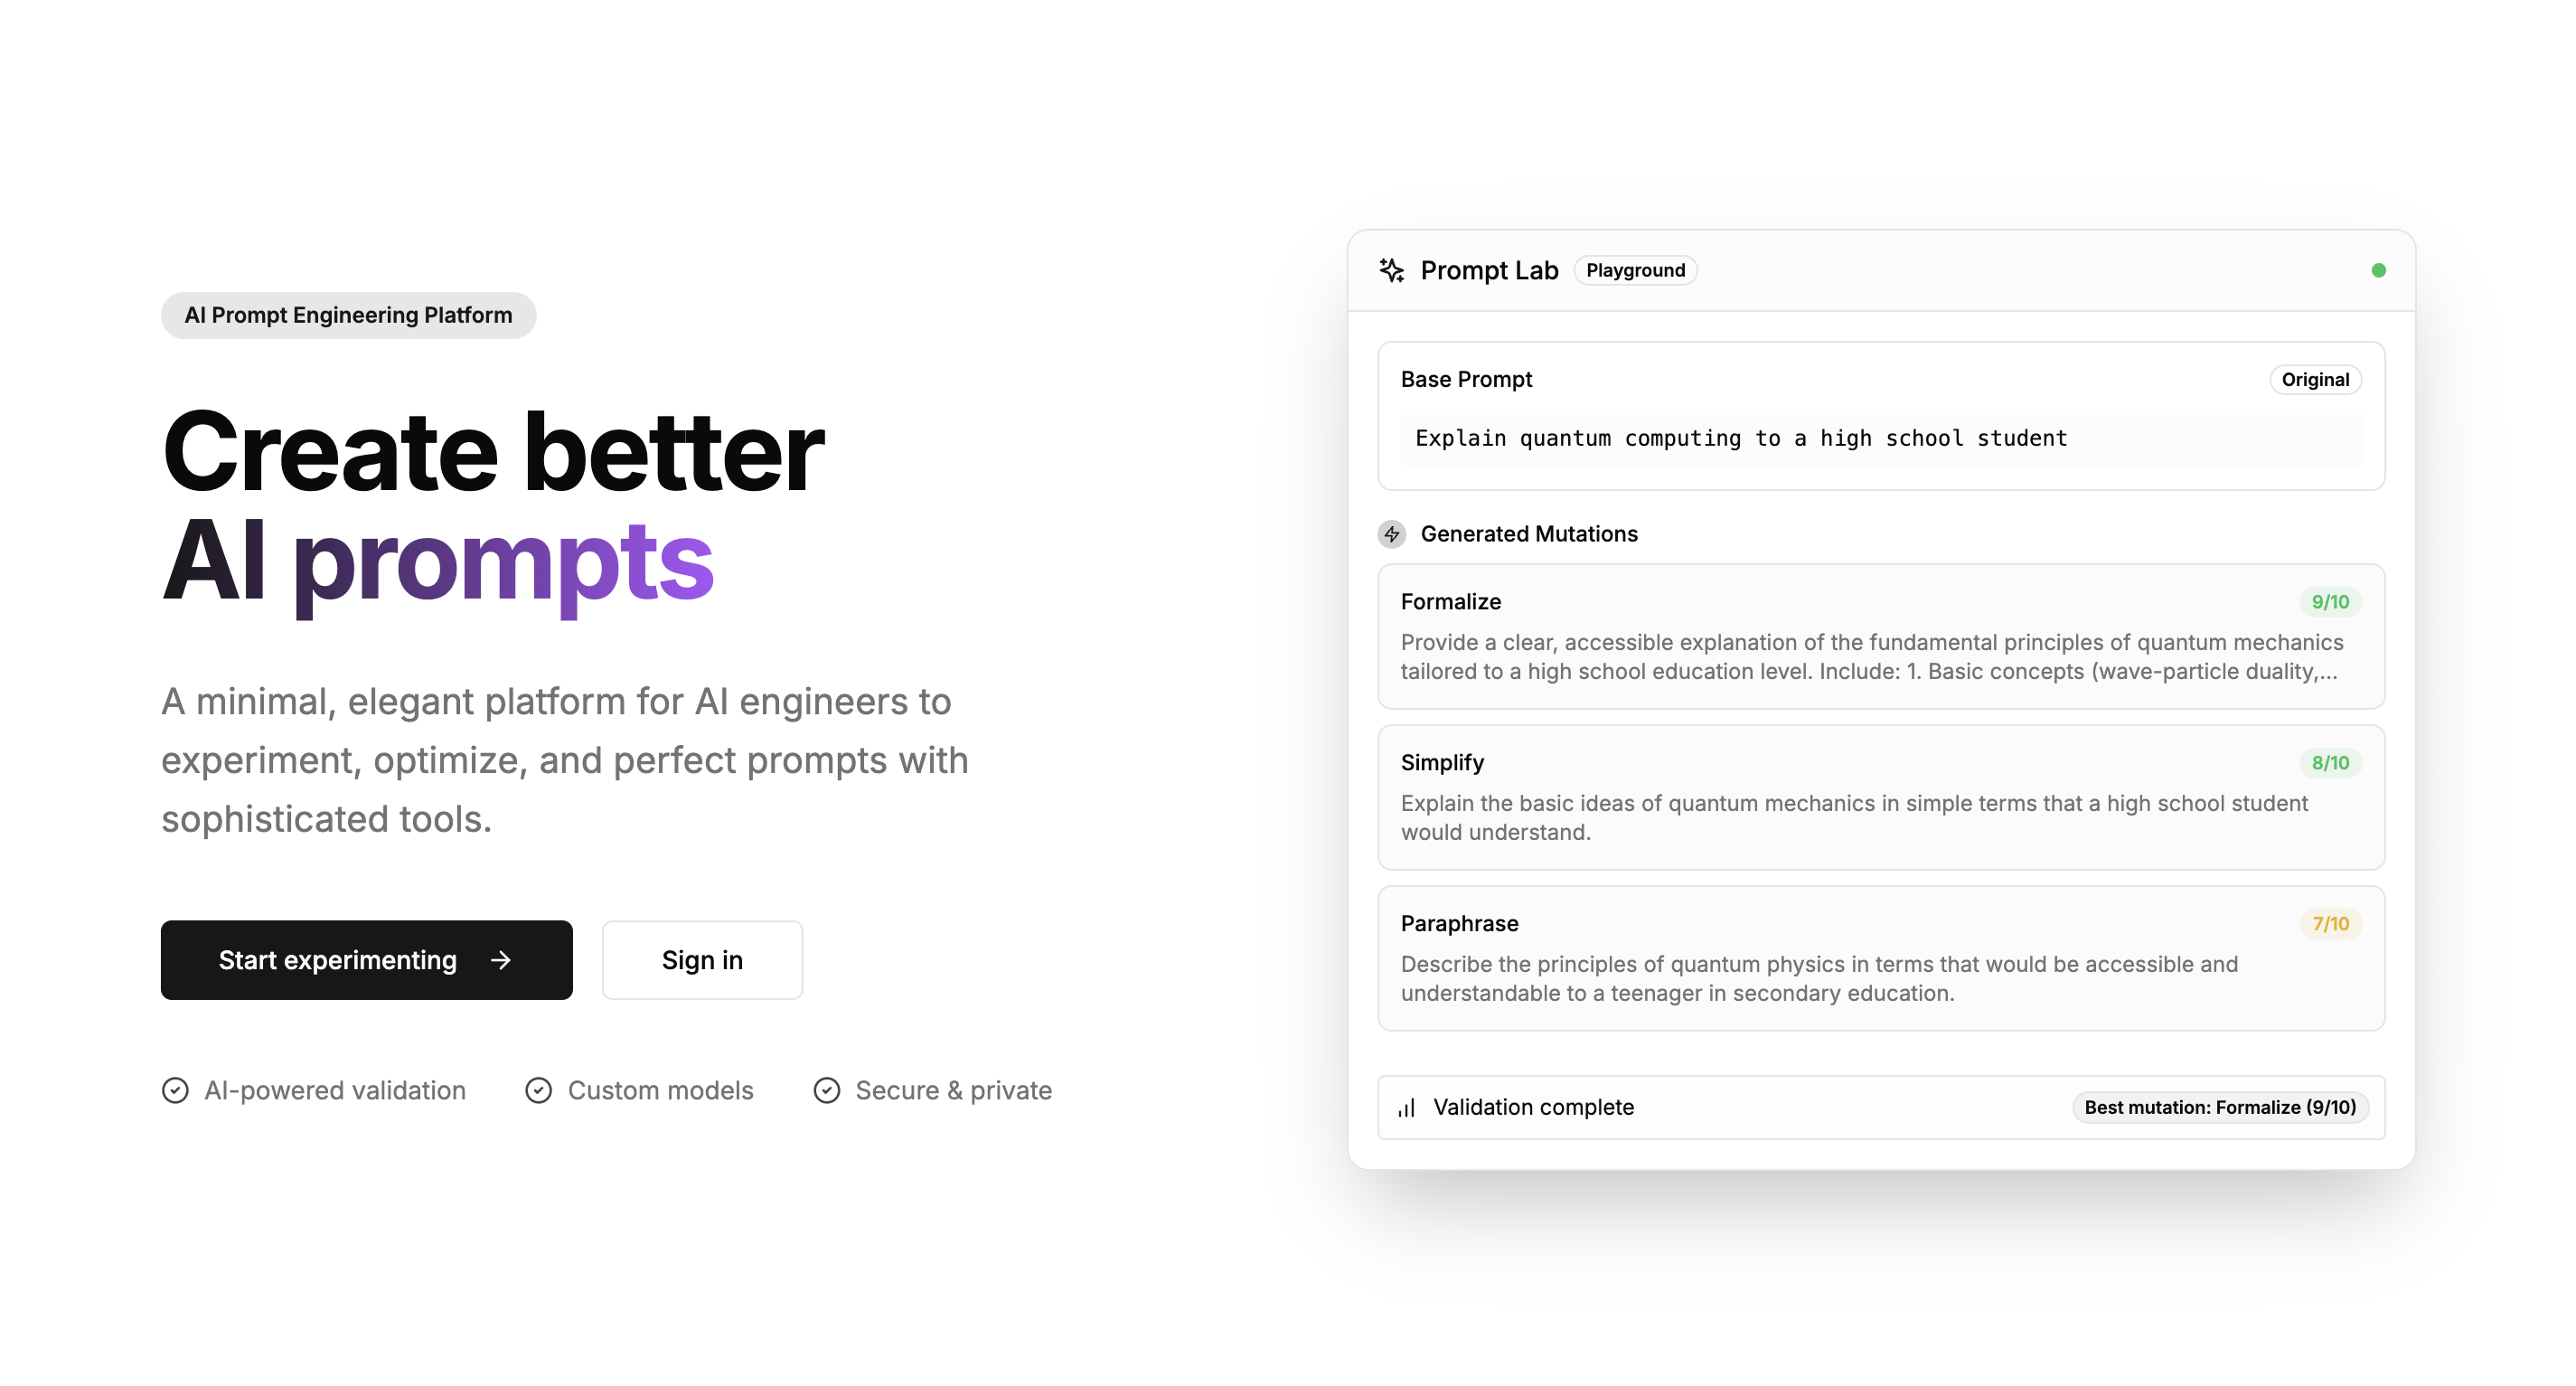 AI Prompt Engineering Platform
Create better
AI prompts
A minimal, elegant platform for AI engineers to
experiment, optimize, and perfect prompts with
sophisticated tools.
Start experimenting →
Sign in
AI-powered validation
Custom models
Secure & private
Prompt Lab
Playground
Base Prompt
Original
Explain quantum computing to a high school student
Generated Mutations
Formalize
9/10
Provide a clear, accessible explanation of the fundamental principles of quantum mechanics
tailored to a high school education level. Include: 1. Basic concepts (wave-particle duality,...
Simplify
8/10
Explain the basic ideas of quantum mechanics in simple terms that a high school student
would understand.
Paraphrase
7/10
Describe the principles of quantum physics in terms that would be accessible and
understandable to a teenager in secondary education.
Validation complete
Best mutation: Formalize (9/10)